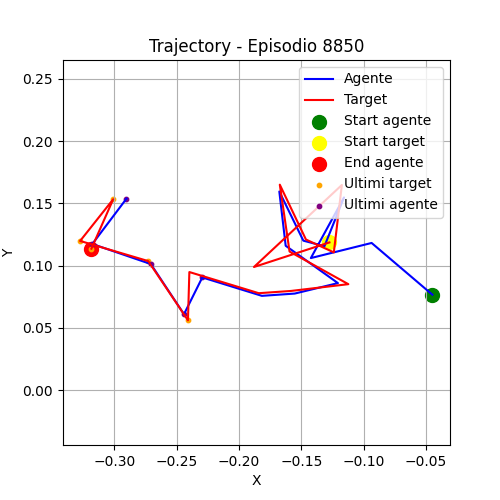 Trajectory - Episodio 8850
Agente
Target
Start agente
Start target
End agente
Ultimi target
Ultimi agente
0.25
0.20
0.15
0.10
0.05
0.00
Y
−0.30
−0.25
−0.20
−0.15
−0.10
−0.05
X